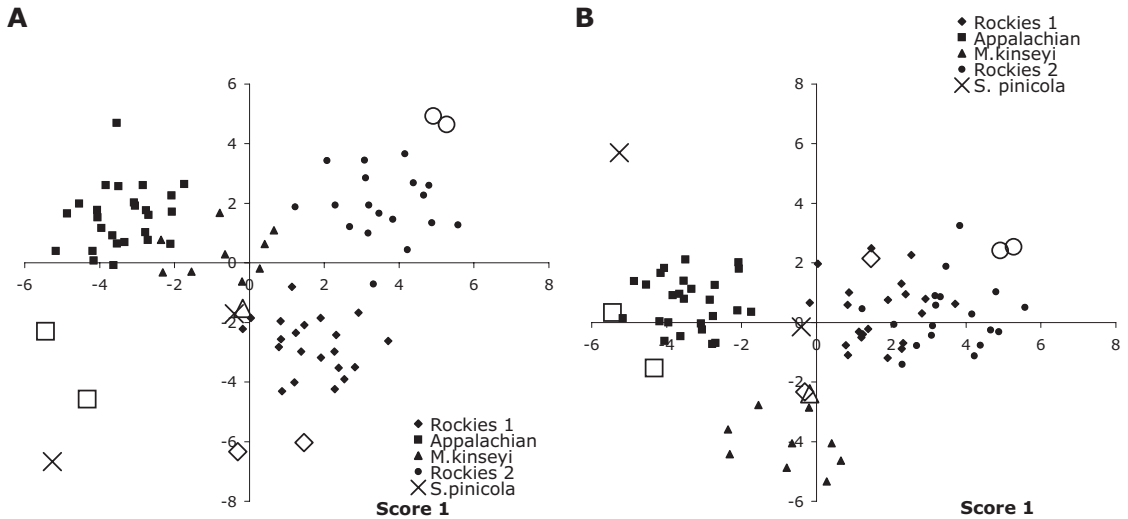 A
6
4
2
0
-6 -4 -2 0 2 4 6 8
-2
-4
-6
-8
Rockies 1
Appalachian
M.kinseyi
Rockies 2
S.pinicola
Score 1
B
Rockies 1
Appalachian
M.kinseyi
Rockies 2
S. pinicola
8
6
4
2
0
-6 -4 -2 0 2 4 6 8
-2
-4
-6
Score 1